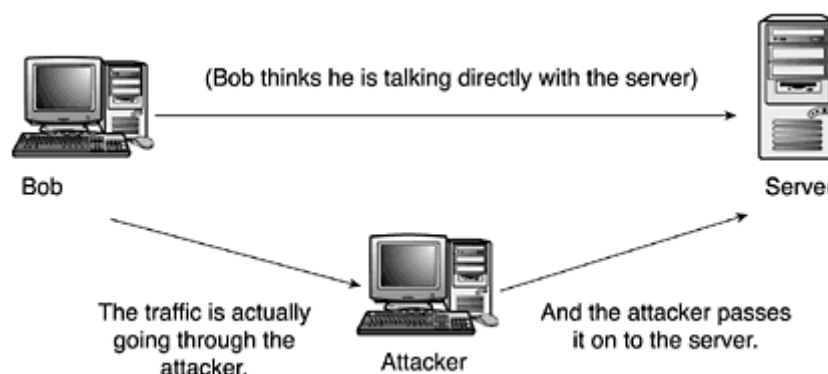 (Bob thinks he is talking directly with the server)
Bob
Server
The traffic is actually
going through the
attacker.
Attacker
And the attacker passes
it on to the server.